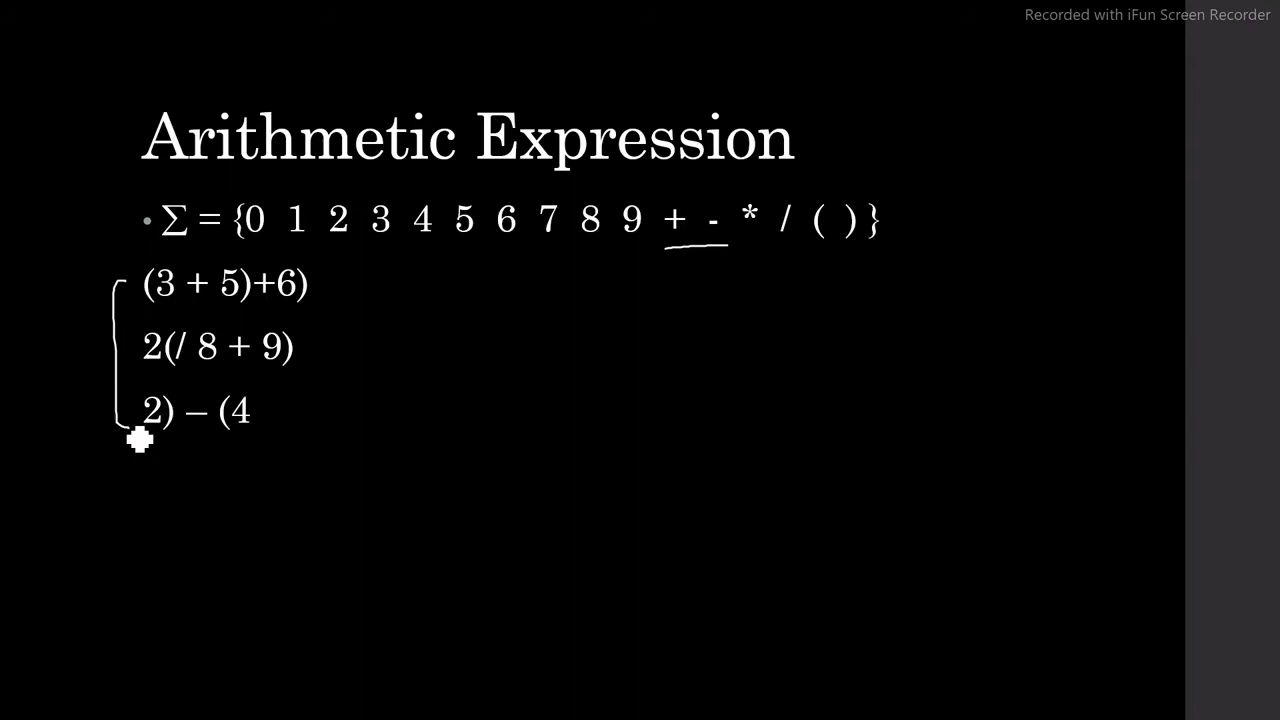 Recorded with iFun Screen Recorder
Arithmetic Expression
• ∑ = {0 1 2 3 4 5 6 7 8 9 + - * / ( ) }
(3 + 5)+6)
2(/ 8 + 9)
2) – (4